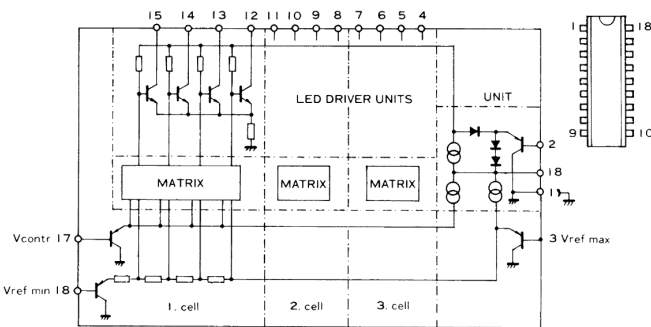 15 14 13 12 11 10 9 8 7 6 5 4
1 18
LED DRIVER UNITS
UNIT
2
18
MATRIX MATRIX MATRIX
11
9 10
Vcontr 17
3 Vref max
Vref min 18
1. cell 2. cell 3. cell